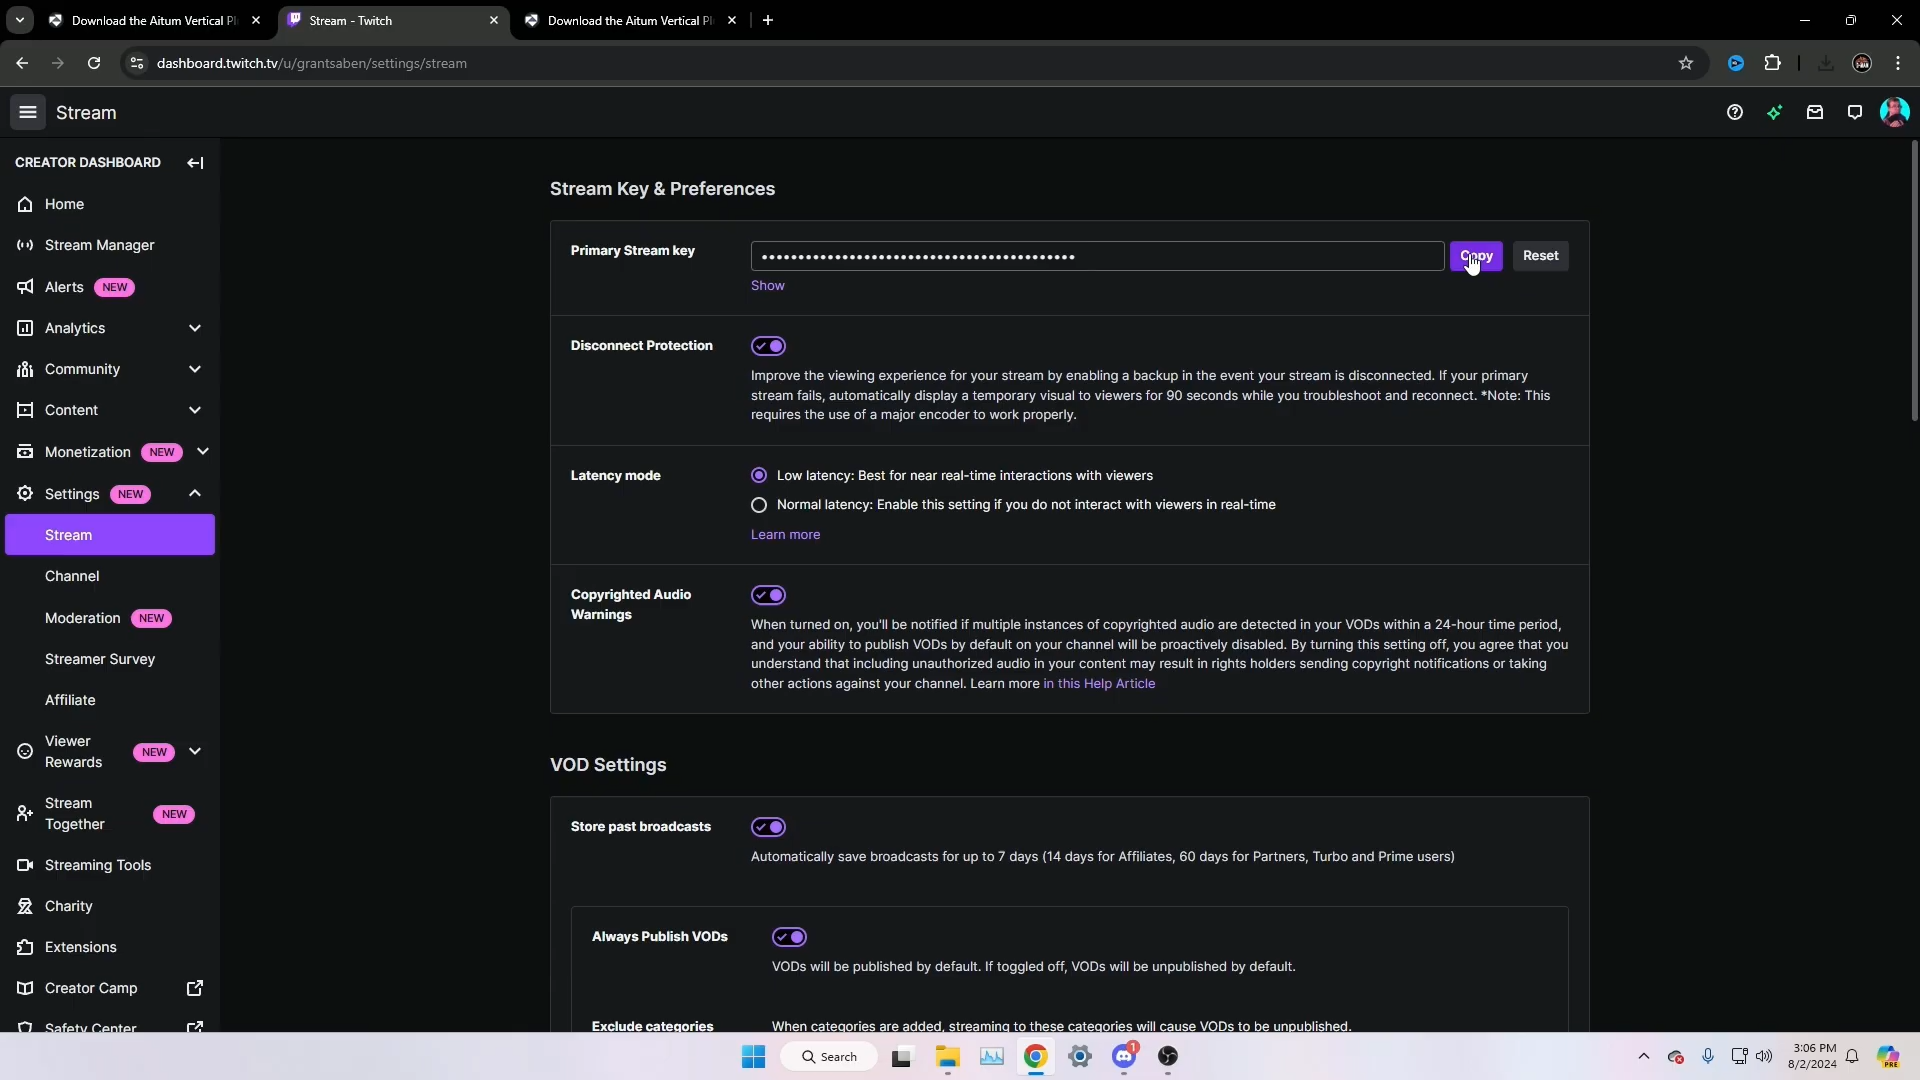 Download the Aitum Vertical Pl
Stream - Twitch
Download the Aitum Vertical Pl
dashboard.twitch.tv/u/grantsaben/settings/stream
Stream
CREATOR DASHBOARD
Home
Stream Manager
Alerts NEW
Analytics
Community
Content
Monetization NEW
Settings NEW
Stream
Channel
Moderation NEW
Streamer Survey
Affiliate
Viewer
Rewards
NEW
Stream
Together
NEW
Streaming Tools
Charity
Extensions
Creator Camp
Safety Center
Stream Key & Preferences
Primary Stream key
••••••••••••••••••••••••••••••••••••••••••••
Copy
Reset
Show
Disconnect Protection
Improve the viewing experience for your stream by enabling a backup in the event your stream is disconnected. If your primary
stream fails, automatically display a temporary visual to viewers for 90 seconds while you troubleshoot and reconnect. *Note: This
requires the use of a major encoder to work properly.
Latency mode
Low latency: Best for near real-time interactions with viewers
Normal latency: Enable this setting if you do not interact with viewers in real-time
Learn more
Copyrighted Audio
Warnings
When turned on, you'll be notified if multiple instances of copyrighted audio are detected in your VODs within a 24-hour time period,
and your ability to publish VODs by default on your channel will be proactively disabled. By turning this setting off, you agree that you
understand that including unauthorized audio in your content may result in rights holders sending copyright notifications or taking
other actions against your channel. Learn more in this Help Article
VOD Settings
Store past broadcasts
Automatically save broadcasts for up to 7 days (14 days for Affiliates, 60 days for Partners, Turbo and Prime users)
Always Publish VODs
VODs will be published by default. If toggled off, VODs will be unpublished by default.
Exclude categories
When categories are added, streaming to these categories will cause VODs to be unpublished.
Search
1
3:06 PM
8/2/2024
PRE